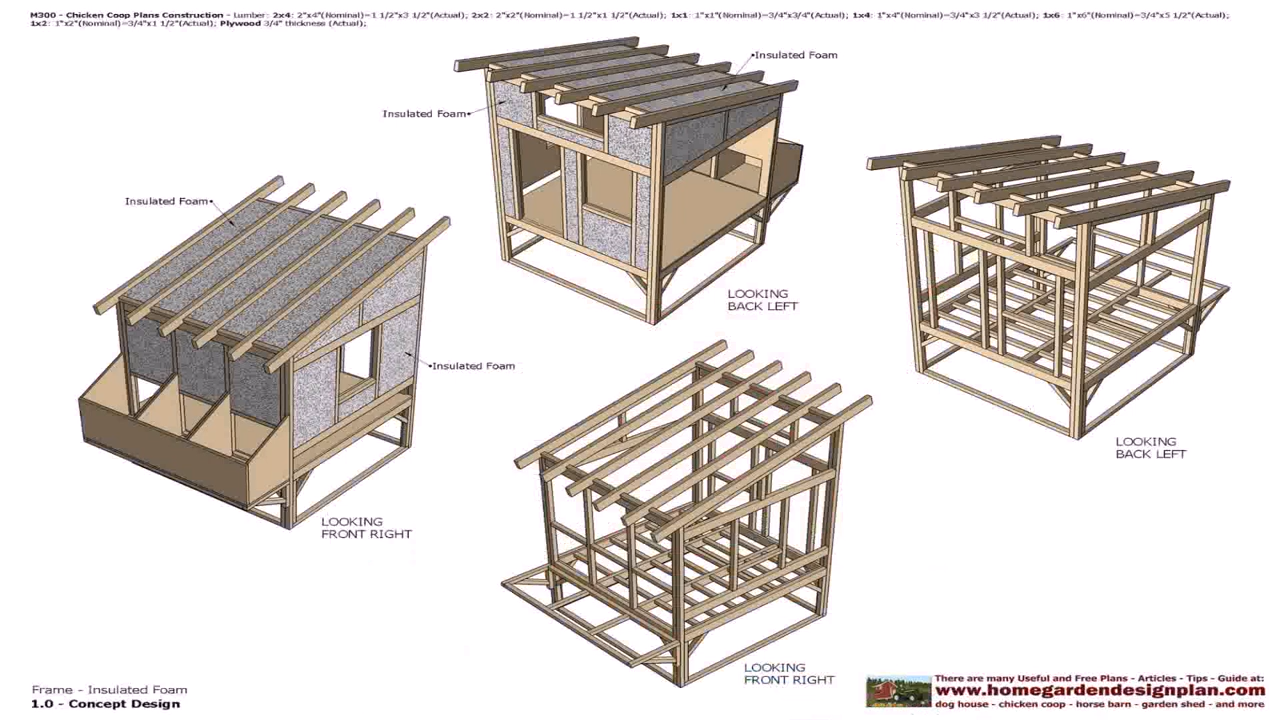 M300 - Chicken Coop Plans Construction - Lumber: 2x4: 2"x4"(Nominal)=1 1/2"x3 1/2"(Actual); 2x2: 2"x2"(Nominal)=1 1/2"x1 1/2"(Actual); 1x1: 1"x1"(Nominal)=3/4"x3/4"(Actual); 1x4: 1"x4"(Nominal)=3/4"x3 1/2"(Actual); 1x6: 1"x6"(Nominal)=3/4"x5 1/2"(Actual);
1x2: 1"x2"(Nominal)=3/4"x1 1/2"(Actual); Plywood 3/4" thickness (Actual);
Insulated Foam
Insulated Foam
LOOKING
BACK LEFT
Insulated Foam
Insulated Foam
LOOKING
FRONT RIGHT
LOOKING
BACK LEFT
LOOKING
FRONT RIGHT
Frame - Insulated Foam
1.0 - Concept Design
There are many Useful and Free Plans - Articles - Tips - Guide at:
www.homegardendesignplan.com
dog house - chicken coop - horse barn - garden shed - and more